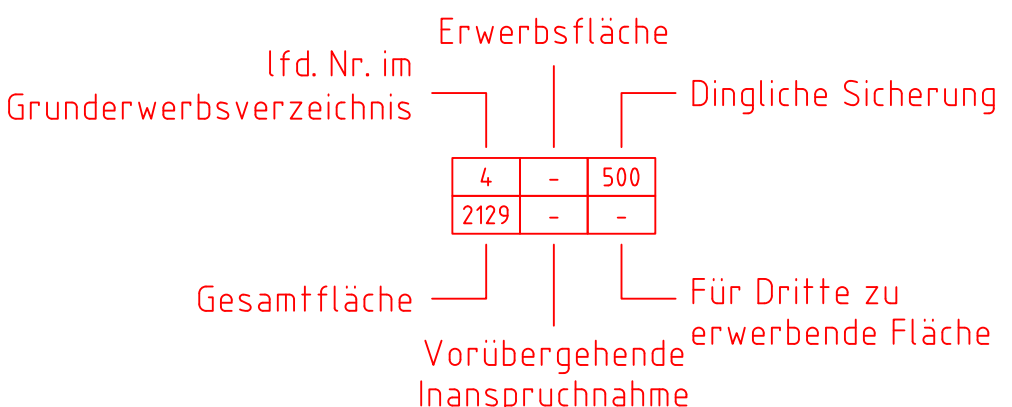 Erwerbsfläche
lfd. Nr. im
Grunderwerbsverzeichnis
Dingliche Sicherung
4 - 500
2129 - -
Gesamtfläche
Für Dritte zu
erwerbende Fläche
Vorübergehende
Inanspruchnahme